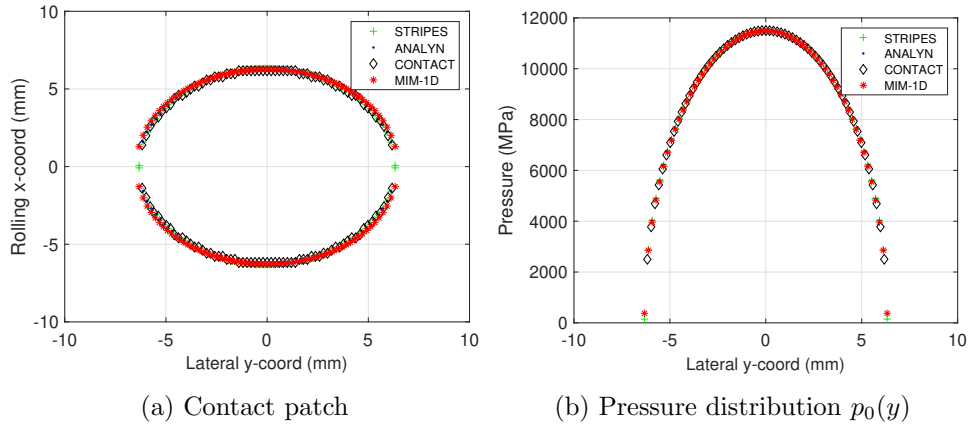 10
5
0
-5
-10
-10
-5
0
5
10
Rolling x-coord (mm)
Lateral y-coord (mm)
STRIPES
ANALYN
CONTACT
MIM-1D
(a) Contact patch
12000
10000
8000
6000
4000
2000
0
-10
-5
0
5
10
Pressure (MPa)
Lateral y-coord (mm)
STRIPES
ANALYN
CONTACT
MIM-1D
(b) Pressure distribution p₀(y)